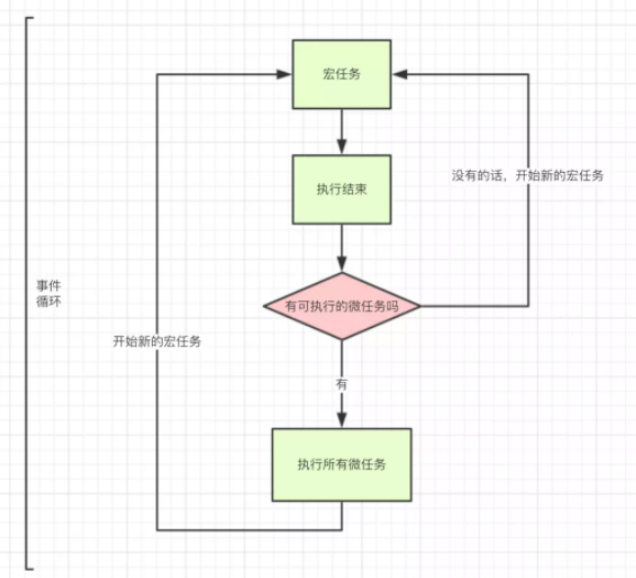 宏任务
没有的话，开始新的宏任务
执行结束
事件
循环
有可执行的微任务吗
开始新的宏任务
有
执行所有微任务